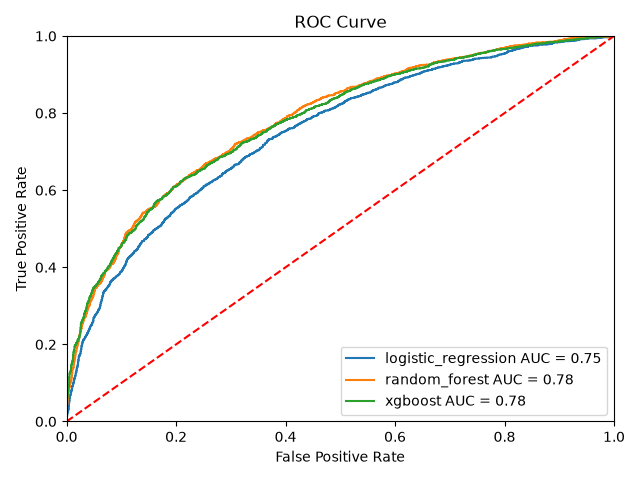 ROC Curve
True Positive Rate
1.0
0.8
0.6
0.4
0.2
0.0
logistic_regression AUC = 0.75
random_forest AUC = 0.78
xgboost AUC = 0.78
0.0 0.2 0.4 0.6 0.8 1.0
False Positive Rate